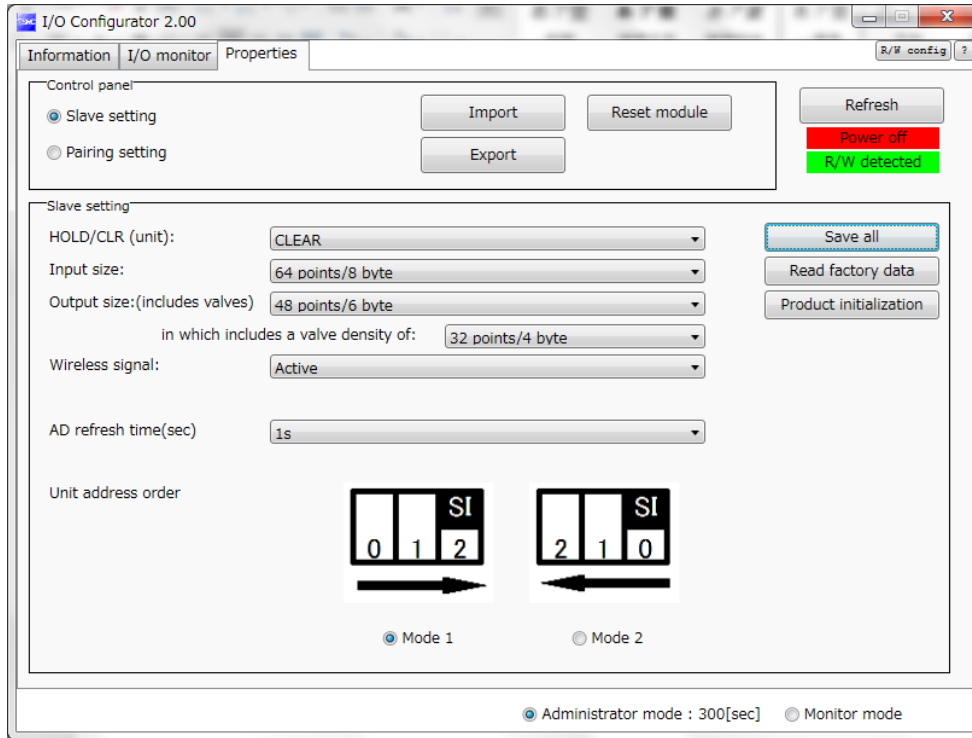 I/O Configurator 2.00
Information I/O monitor Properties R/W config ?
Control panel
Slave setting Import Reset module Refresh
Pairing setting Export Power off
R/W detected
Slave setting
HOLD/CLR (unit): CLEAR Save all
Input size: 64 points/8 byte Read factory data
Output size:(includes valves) 48 points/6 byte Product initialization
in which includes a valve density of: 32 points/4 byte
Wireless signal: Active
AD refresh time(sec) 1s
Unit address order
SI SI
0 1 2 2 1 0
Mode 1 Mode 2
Administrator mode : 300[sec] Monitor mode